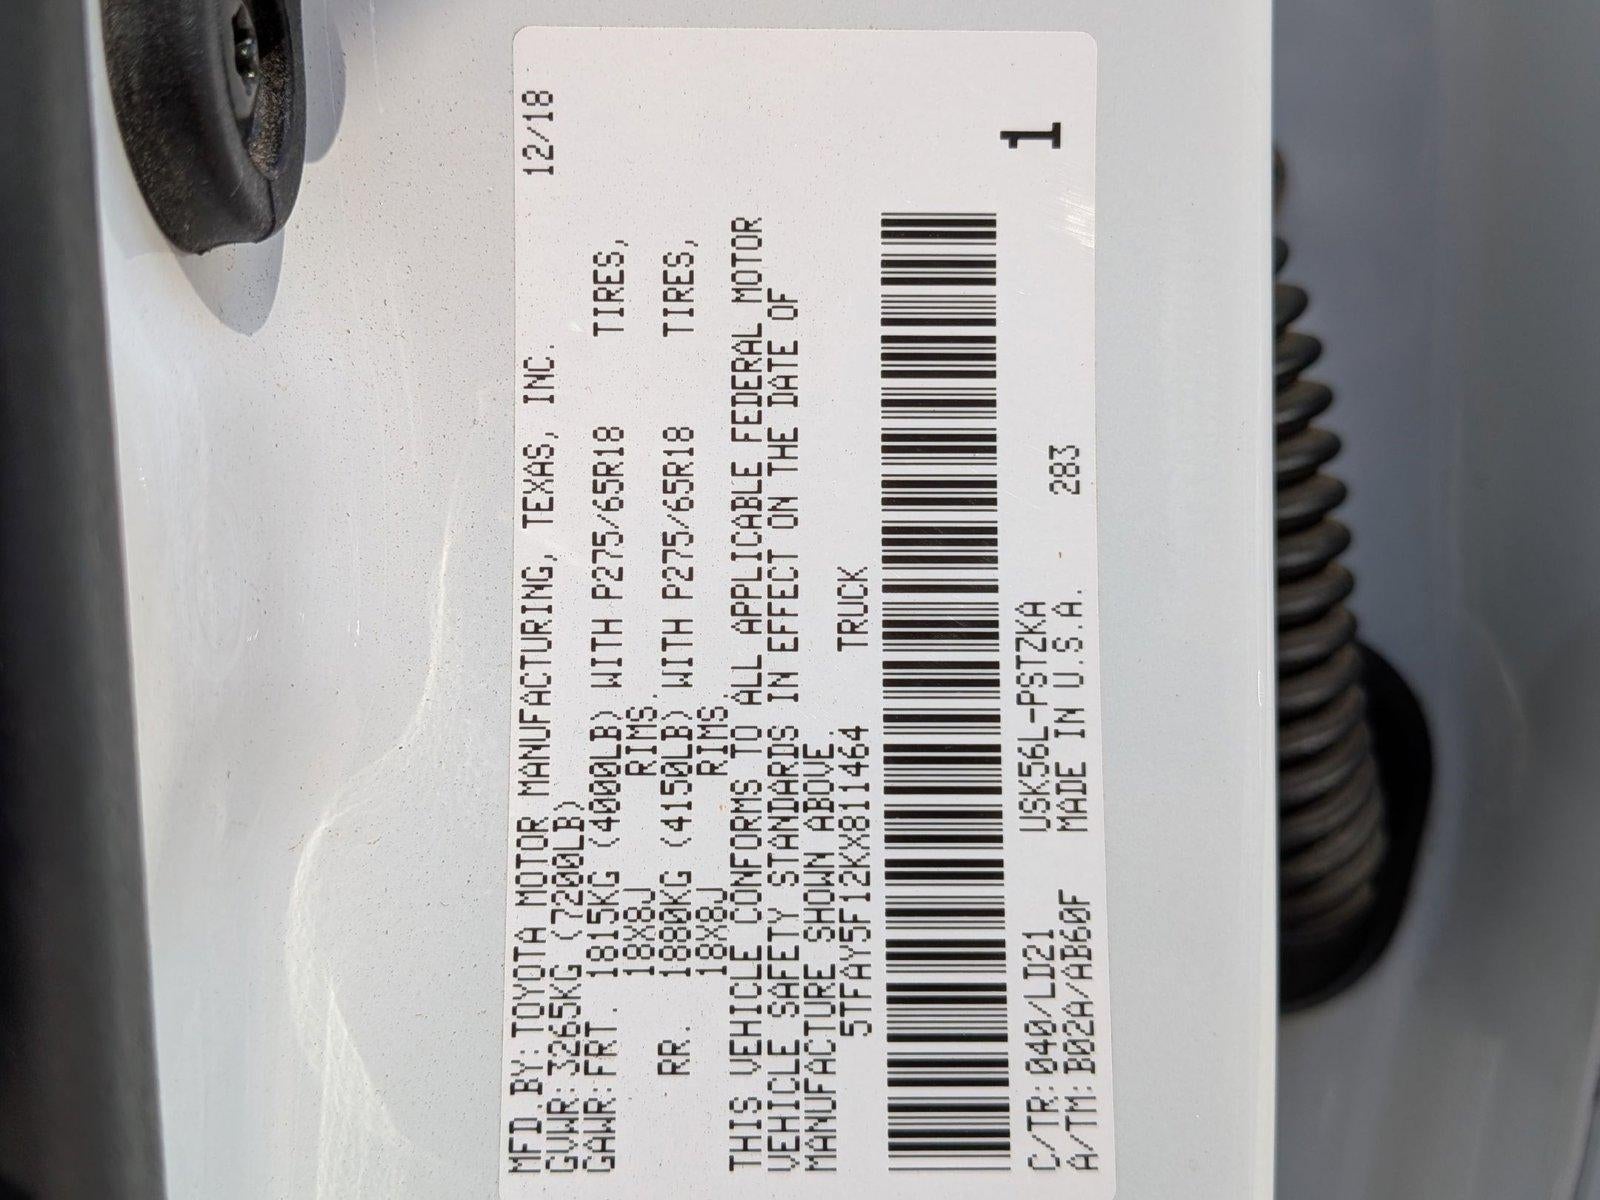 MFD.BY:TOYOTA MOTOR MANUFACTURING, TEXAS, INC. 12/18
GVWR:3265KG (7200LB)
GAWR:FRT. 1815KG (4000LB) WITH P275/65R18 TIRES,
18X8J RIMS.
RR. 1880KG (4150LB) WITH P275/65R18 TIRES,
18X8J RIMS.
THIS VEHICLE CONFORMS TO ALL APPLICABLE FEDERAL MOTOR
VEHICLE SAFETY STANDARDS IN EFFECT ON THE DATE OF
MANUFACTURE SHOWN ABOVE.
5TFAY5F12KX811464 TRUCK
1
C/TR:040/LD21 USK56L-PSTZKA
A/TM:B02A/AB60F MADE IN U.S.A. 283